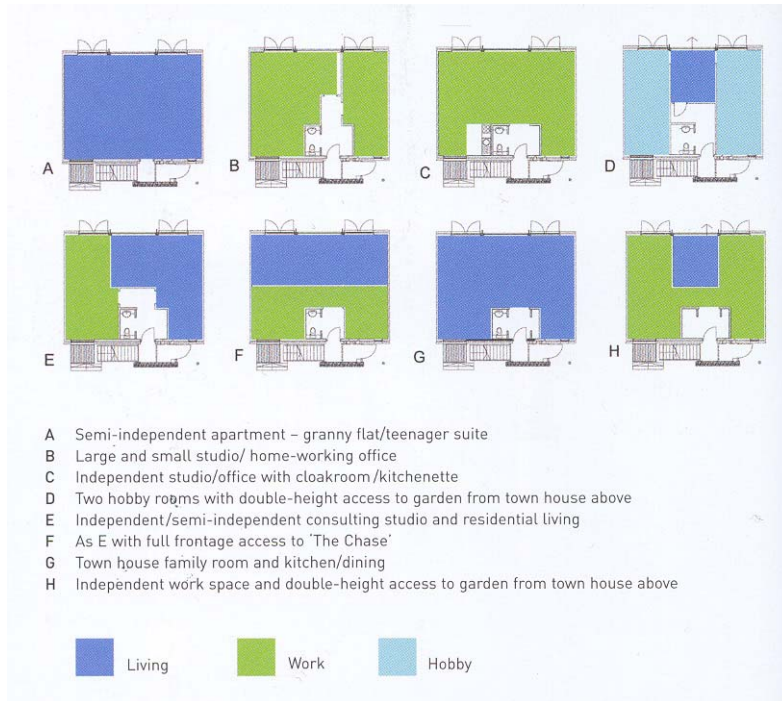 A
B
C
D
E
F
G
H
A Semi-independent apartment – granny flat/teenager suite
B Large and small studio/ home-working office
C Independent studio/office with cloakroom/kitchenette
D Two hobby rooms with double-height access to garden from town house above
E Independent/semi-independent consulting studio and residential living
F As E with full frontage access to ‘The Chase’
G Town house family room and kitchen/dining
H Independent work space and double-height access to garden from town house above
Living Work Hobby